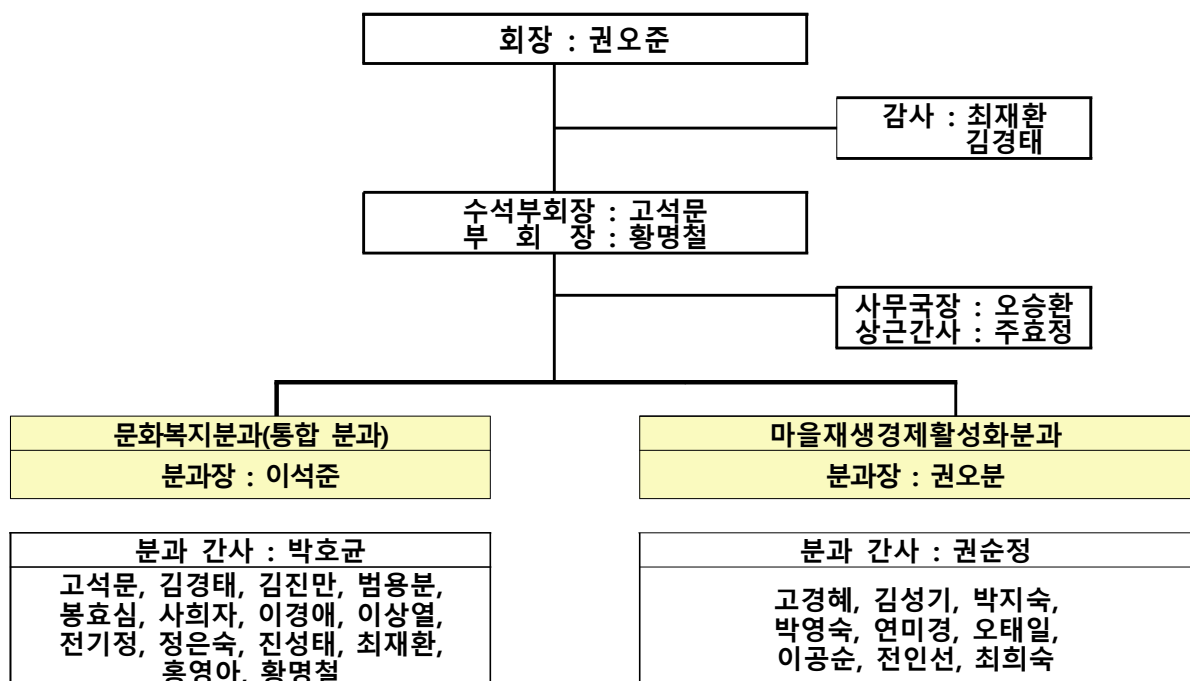 회장 : 권오준
감사 : 최재환
김경태
수석부회장 : 고석문
부 회 장 : 황명철
사무국장 : 오승환
상근간사 : 주효정
문화복지분과(통합 분과)
분과장 : 이석준
마을재생경제활성화분과
분과장 : 권오분
분과 간사 : 박호균
고석문, 김경태, 김진만, 범용분,
봉효심, 사희자, 이경애, 이상열,
전기정, 정은숙, 진성태, 최재환,
홍영아, 황명철
분과 간사 : 권순정
고경혜, 김성기, 박지숙,
박영숙, 연미경, 오태일,
이공순, 전인선, 최희숙